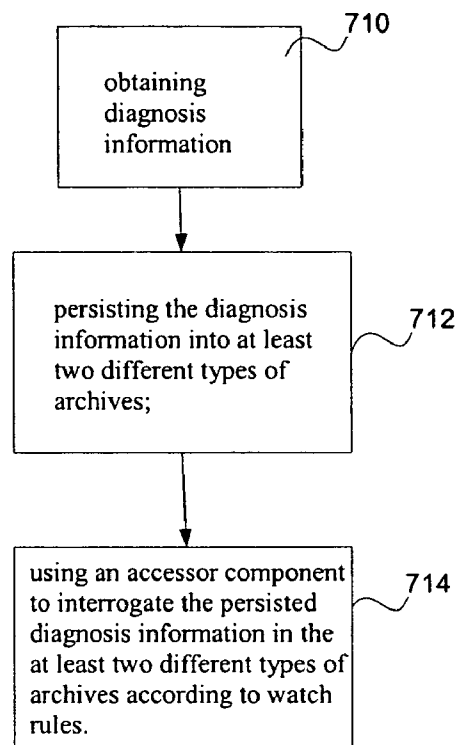 710
obtaining
diagnosis
information
persisting the diagnosis
information into at least
two different types of
archives;
712
using an accessor component
to interrogate the persisted
diagnosis information in the
at least two different types of
archives according to watch
rules.
714